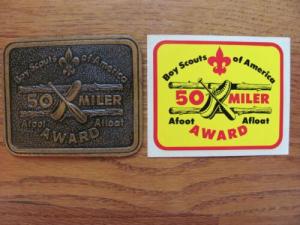 Boy Scouts of America
50 MILER
Afoot Afloat
AWARD
Boy Scouts of America
50 MILER
Afoot Afloat
AWARD